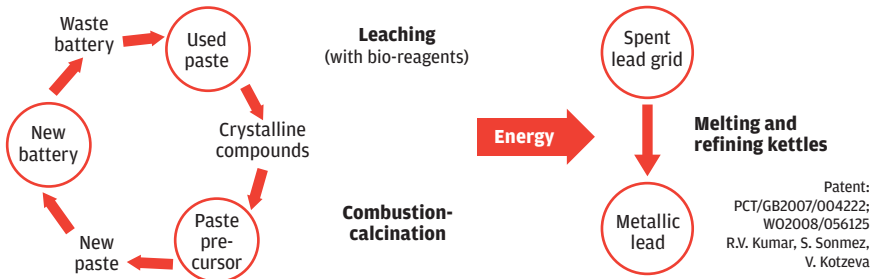 Waste
battery
Used
paste
Leaching
(with bio-reagents)
Crystalline
compounds
New
battery
Combustion-
calcination
Paste
pre-
cursor
New
paste
Energy
Spent
lead grid
Melting and
refining kettles
Metallic
lead
Patent:
PCT/GB2007/004222;
WO2008/056125
R.V. Kumar, S. Sonmez,
V. Kotzeva